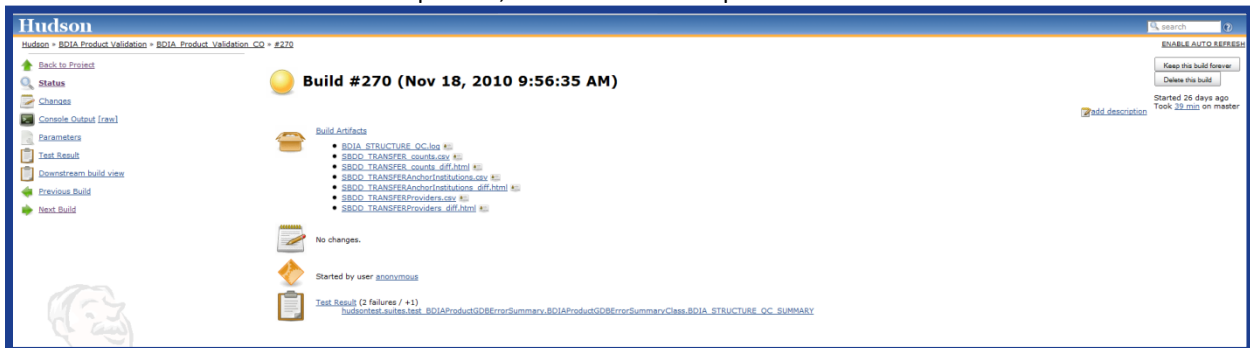 Hudson
search
Hudson » BDIA Product Validation » BDIA_Product_Validation_CO » #270
ENABLE AUTO REFRESH
Back to Project
Status
Changes
Console Output [raw]
Parameters
Test Result
Downstream build view
Previous Build
Next Build
Build #270 (Nov 18, 2010 9:56:35 AM)
Keep this build forever
Delete this build
Started 26 days ago
Took 39 min on master
add description
Build Artifacts
BDIA_STRUCTURE_QC.log
SBDD_TRANSFER_counts.csv
SBDD_TRANSFER_counts_diff.html
SBDD_TRANSFERAnchorInstitutions.csv
SBDD_TRANSFERAnchorInstitutions_diff.html
SBDD_TRANSFERProviders.csv
SBDD_TRANSFERProviders_diff.html
No changes.
Started by user anonymous
Test Result (2 failures / +1)
hudsontest.suites.test_BDIAProductGDBErrorSummary.BDIAProductGDBErrorSummaryClass.BDIA_STRUCTURE_QC_SUMMARY